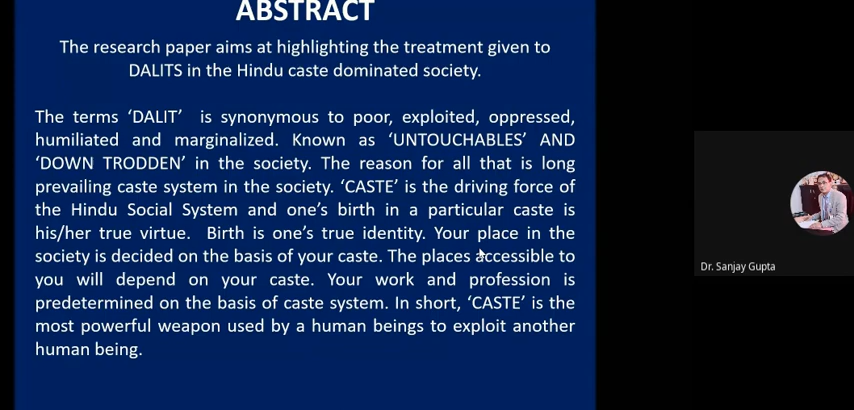 ABSTRACT
The research paper aims at highlighting the treatment given to
DALITS in the Hindu caste dominated society.
The terms ‘DALIT’ is synonymous to poor, exploited, oppressed,
humiliated and marginalized. Known as ‘UNTOUCHABLES’ AND
‘DOWN TRODDEN’ in the society. The reason for all that is long
prevailing caste system in the society. ‘CASTE’ is the driving force of
the Hindu Social System and one’s birth in a particular caste is
his/her true virtue. Birth is one’s true identity. Your place in the
society is decided on the basis of your caste. The places accessible to
you will depend on your caste. Your work and profession is
predetermined on the basis of caste system. In short, ‘CASTE’ is the
most powerful weapon used by a human beings to exploit another
human being.
Dr. Sanjay Gupta